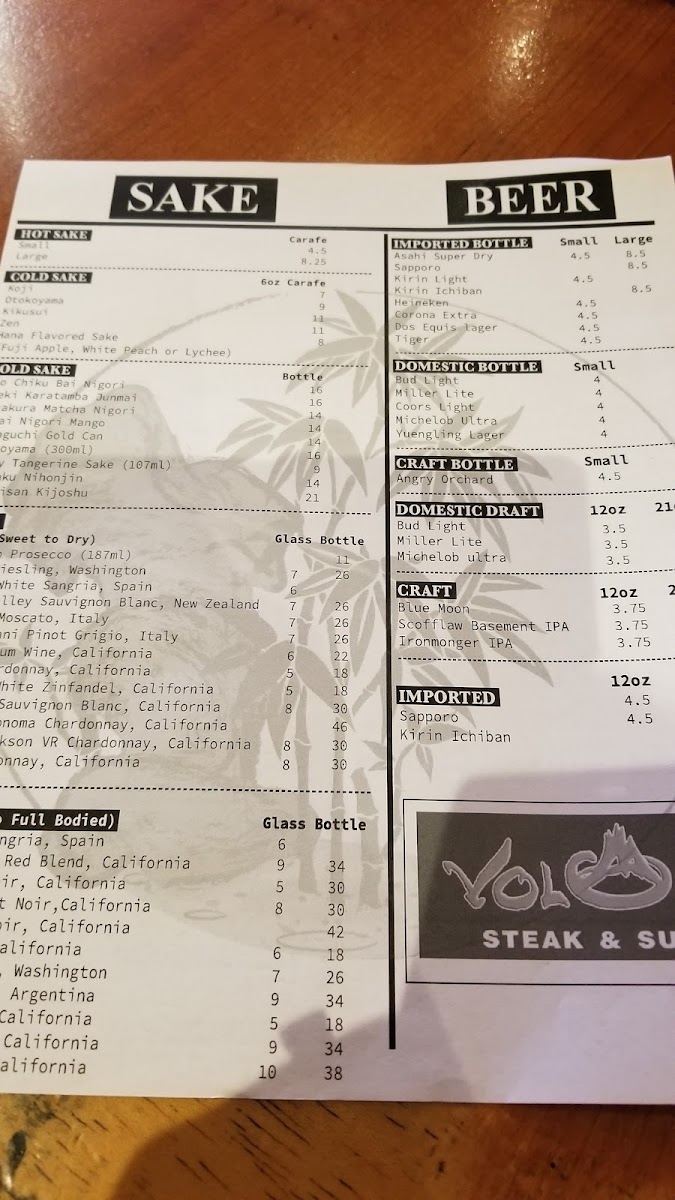 SAKE
HOT SAKE Carafe
Small 4.5
Large 8.25
COLD SAKE 6oz Carafe
Koji 7
Otokoyama 9
Kikusui 11
Zen 11
Hana Flavored Sake 8
Fuji Apple, White Peach or Lychee)
OLD SAKE Bottle
o Chiku Bai Nigori 16
eki Karatamba Junmai 16
akura Matcha Nigori 14
ai Nigori Mango 14
aguchi Gold Can 14
oyama (300ml) 16
y Tangerine Sake (107ml) 9
ku Nihonjin 14
isan Kijoshu 21
Sweet to Dry) Glass Bottle
Prosecco (187ml) 11
iesling, Washington 7 26
White Sangria, Spain 6
lley Sauvignon Blanc, New Zealand 7 26
Moscato, Italy 7 26
ani Pinot Grigio, Italy 7 26
um Wine, California 6 22
rdonnay, California 5 18
White Zinfandel, California 5 18
Sauvignon Blanc, California 8 30
onoma Chardonnay, California 46
kson VR Chardonnay, California 8 30
onnay, California 8 30
o Full Bodied) Glass Bottle
ngria, Spain 6
Red Blend, California 9 34
ir, California 5 30
t Noir,California 8 30
oir, California 42
alifornia 6 18
, Washington 7 26
Argentina 9 34
California 5 18
California 9 34
alifornia 10 38
BEER
IMPORTED BOTTLE Small Large
Asahi Super Dry 4.5 8.5
Sapporo 8.5
Kirin Light 4.5
Kirin Ichiban 8.5
Heineken 4.5
Corona Extra 4.5
Dos Equis lager 4.5
Tiger 4.5
DOMESTIC BOTTLE Small
Bud Light 4
Miller Lite 4
Coors Light 4
Michelob Ultra 4
Yuengling Lager 4
CRAFT BOTTLE Small
Angry Orchard 4.5
DOMESTIC DRAFT 12oz 21
Bud Light 3.5
Miller Lite 3.5
Michelob ultra 3.5
CRAFT 12oz 2
Blue Moon 3.75
Scofflaw Basement IPA 3.75
Ironmonger IPA 3.75
IMPORTED 12oz
Sapporo 4.5
Kirin Ichiban 4.5
VOLCA
STEAK & SU